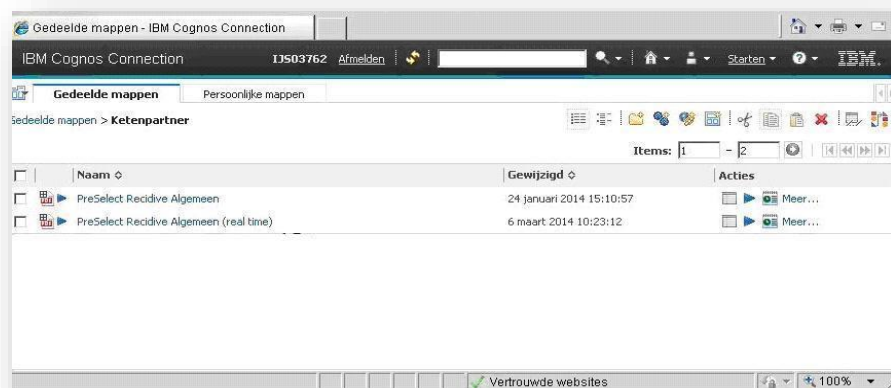 Gedeelde mappen - IBM Cognos Connection
IBM Cognos Connection IJS03762 Afmelden Starten IBM.
Gedeelde mappen Persoonlijke mappen
Gedeelde mappen > Ketenpartner
Items: 1 - 2
Naam Gewijzigd Acties
PreSelect Recidive Algemeen 24 januari 2014 15:10:57 Meer...
PreSelect Recidive Algemeen (real time) 6 maart 2014 10:23:12 Meer...
Vertrouwde websites 100%